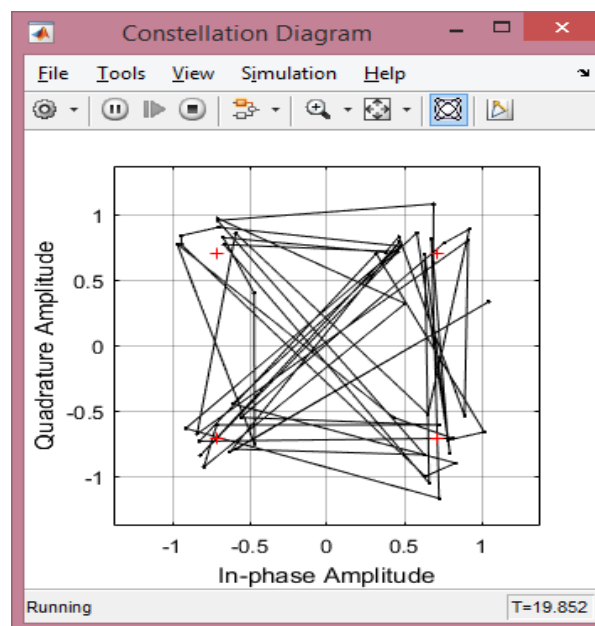 Constellation Diagram
File Tools View Simulation Help
1
0.5
0
-0.5
-1
Quadrature Amplitude
-1 -0.5 0 0.5 1
In-phase Amplitude
Running T=19.852